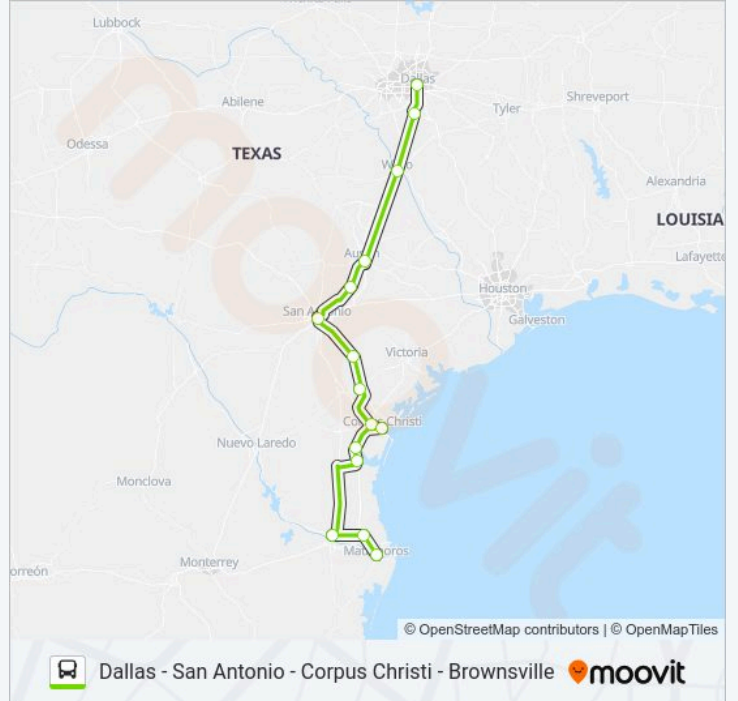 Lubbock
Dallas
Abilene
Tyler
Shreveport
Odessa
TEXAS
Waco
Alexandria
LOUISIA
Austin
Lafayette
Houston
San Antonio
Galveston
Victoria
Corpus Christi
Nuevo Laredo
Monclova
Matamoros
Monterrey
orreón
moovit
© OpenStreetMap contributors | © OpenMapTiles
Dallas - San Antonio - Corpus Christi - Brownsville moovit